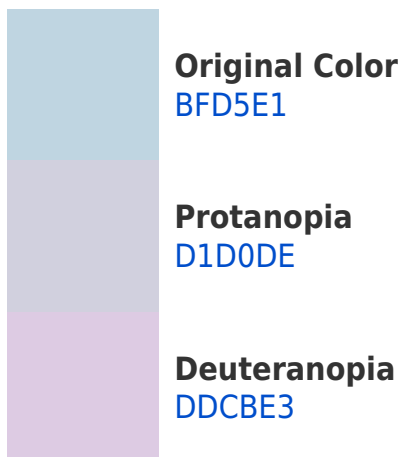 Original Color
BFD5E1
Protanopia
D1D0DE
Deuteranopia
DDCBE3